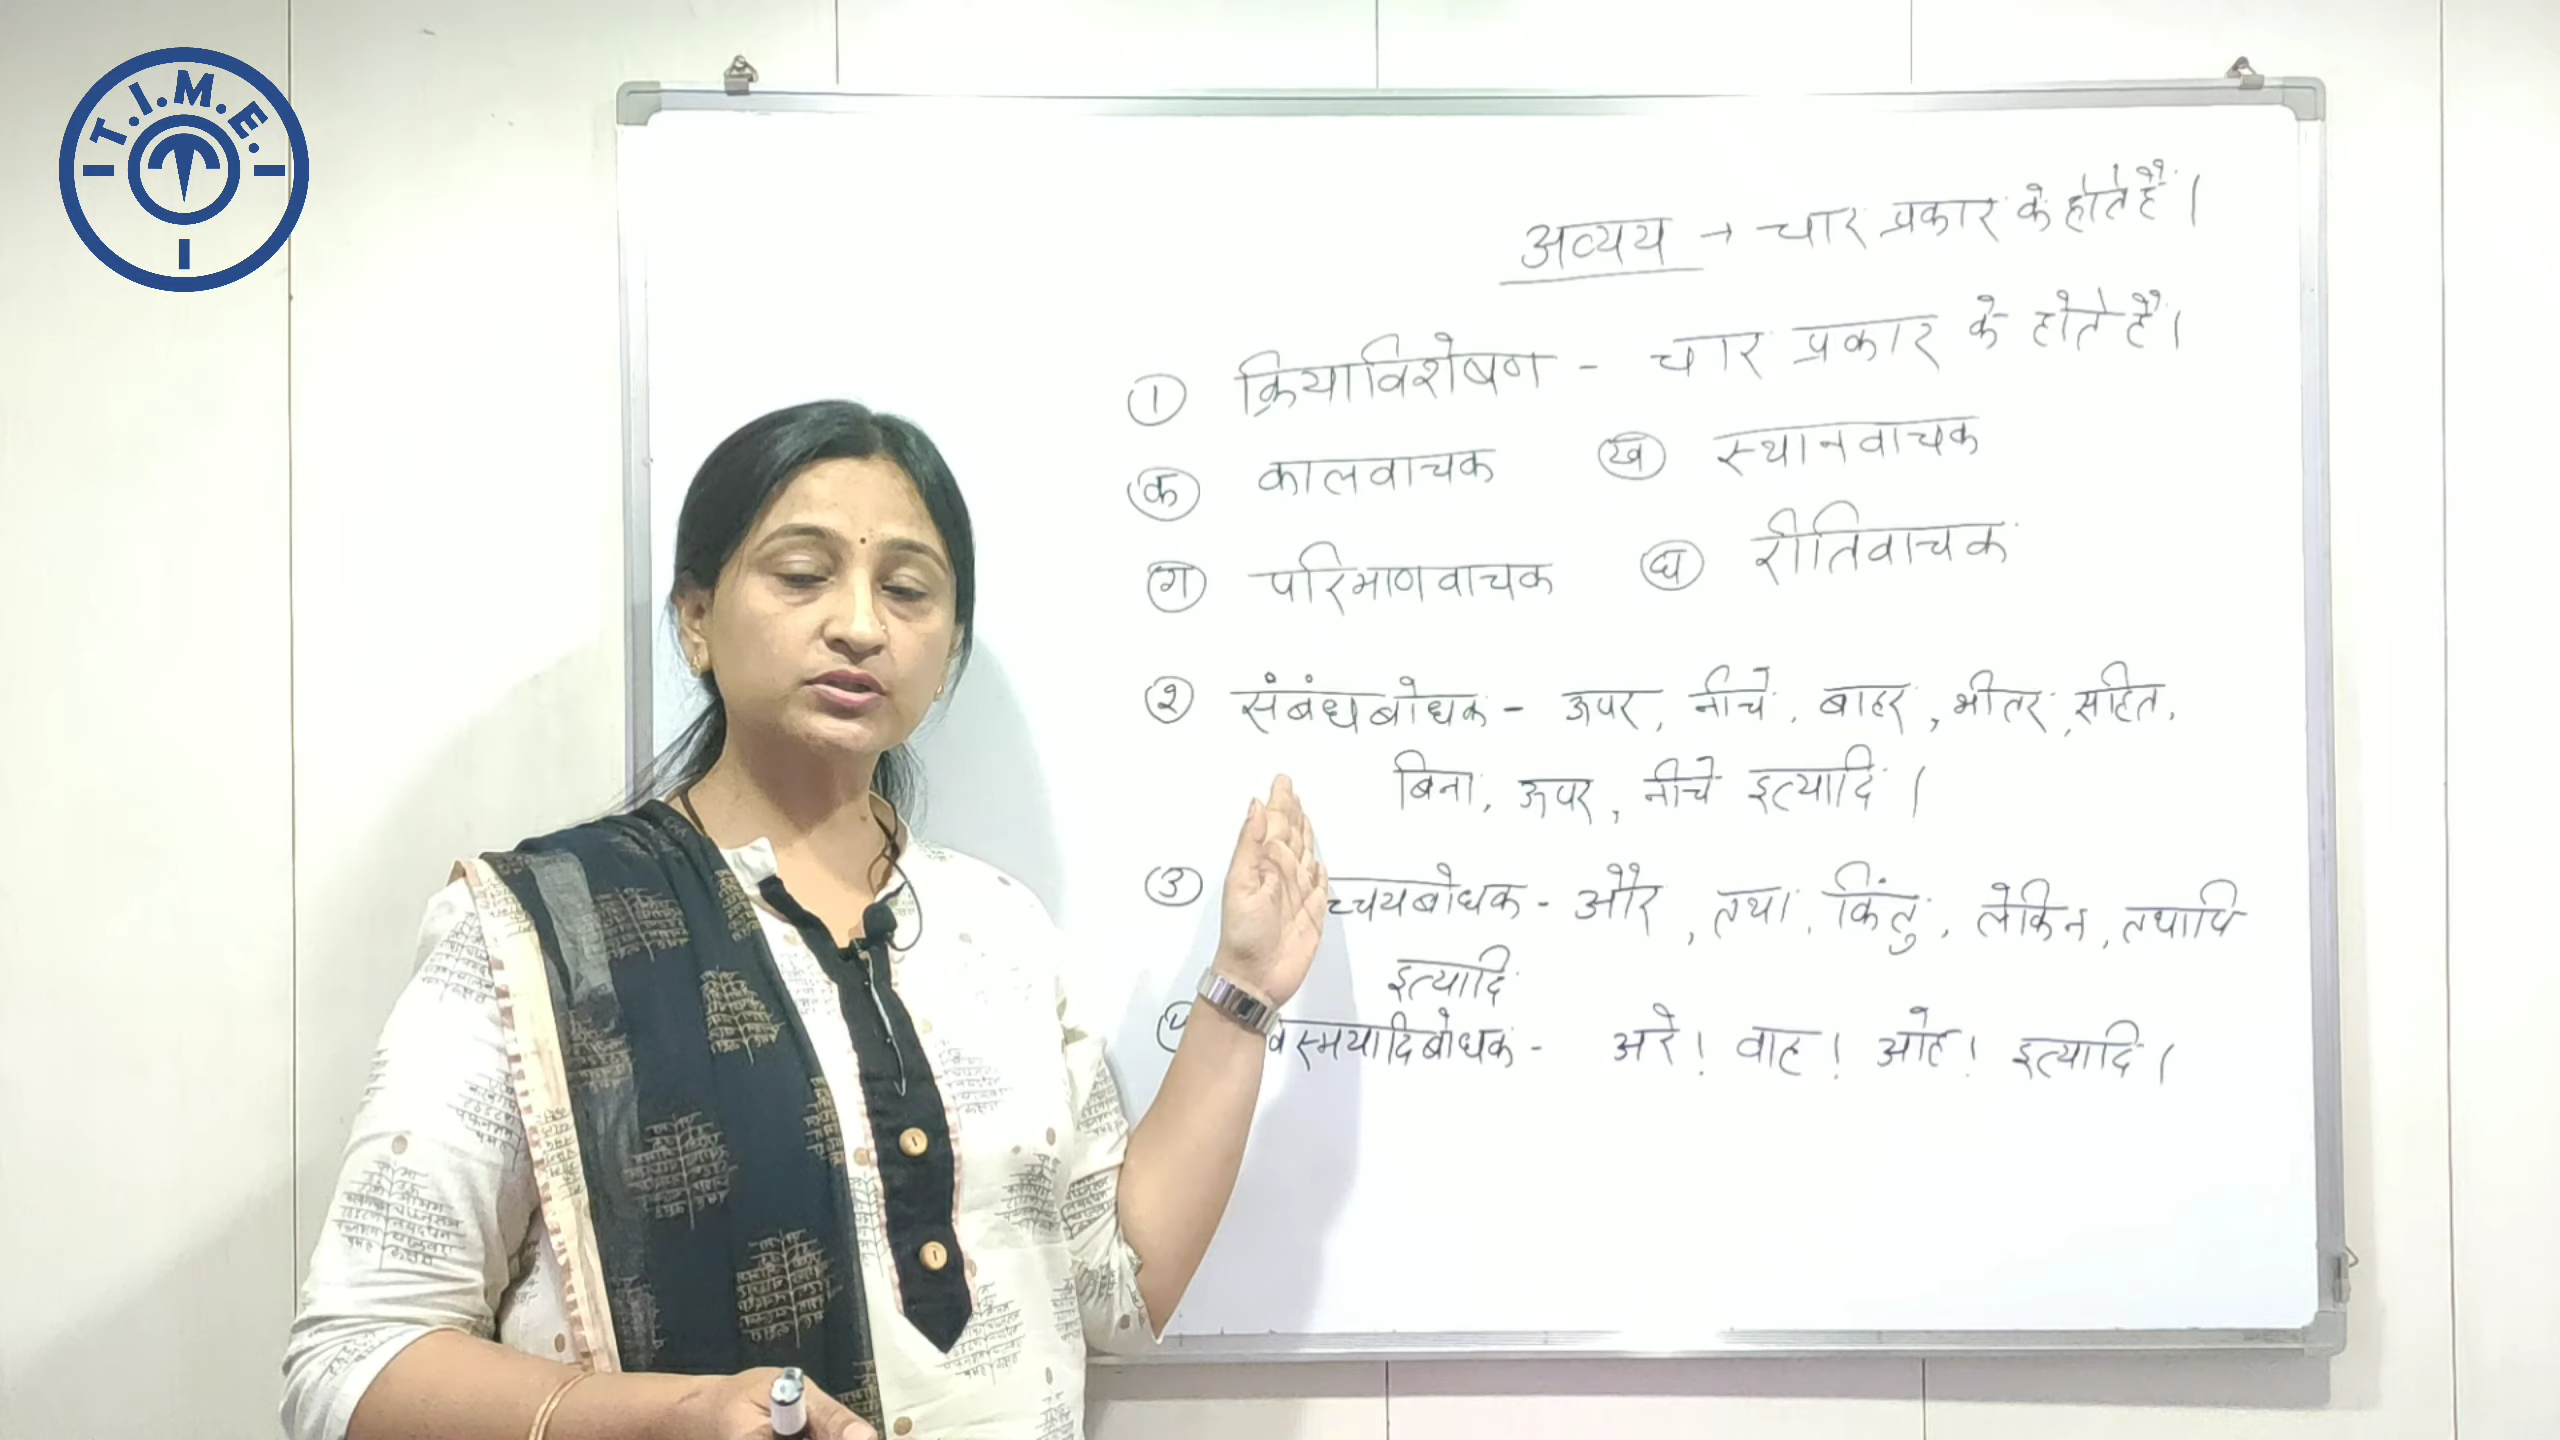 T.I.M.E.
अव्यय → चार प्रकार के होते हैं।
① क्रियाविशेषण - चार प्रकार के होते हैं।
क कालवाचक ख स्थानवाचक
ग परिमाणवाचक घ रीतिवाचक
② संबंधबोधक - ऊपर, नीचे, बाहर, भीतर, सहित,
बिना, ऊपर, नीचे इत्यादि।
③ च्चयबोधक - और, तथा, किंतु, लेकिन, तथापि
इत्यादि
स्मयादिबोधक - अरे! वाह! ओह! इत्यादि।